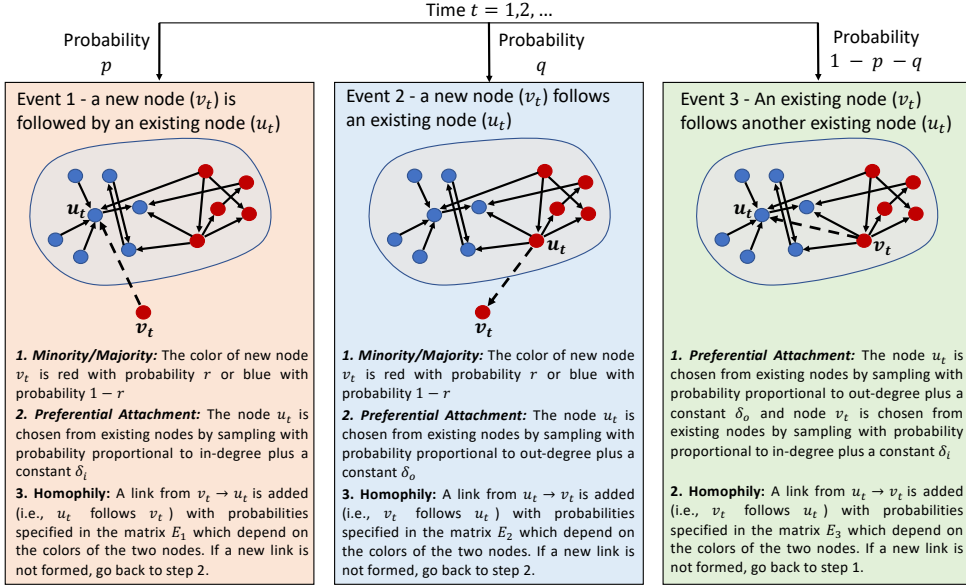 Time t = 1,2, ...
Probability
p
Probability
q
Probability
1 − p − q
Event 1 - a new node (v_t) is
followed by an existing node (u_t)
u_t
v_t
1. Minority/Majority: The color of new node
v_t is red with probability r or blue with
probability 1 − r
2. Preferential Attachment: The node u_t is
chosen from existing nodes by sampling with
probability proportional to in-degree plus a
constant δ_i
3. Homophily: A link from v_t → u_t is added
(i.e., u_t follows v_t ) with probabilities
specified in the matrix E_1 which depend on
the colors of the two nodes. If a new link is
not formed, go back to step 2.
Event 2 - a new node (v_t) follows
an existing node (u_t)
u_t
v_t
1. Minority/Majority: The color of new node
v_t is red with probability r or blue with
probability 1 − r
2. Preferential Attachment: The node u_t is
chosen from existing nodes by sampling with
probability proportional to out-degree plus a
constant δ_o
3. Homophily: A link from u_t → v_t is added
(i.e., v_t follows u_t ) with probabilities
specified in the matrix E_2 which depend on
the colors of the two nodes. If a new link is
not formed, go back to step 2.
Event 3 - An existing node (v_t)
follows another existing node (u_t)
u_t
v_t
1. Preferential Attachment: The node u_t is
chosen from existing nodes by sampling with
probability proportional to out-degree plus a
constant δ_o and node v_t is chosen from
existing nodes by sampling with probability
proportional to in-degree plus a constant δ_i
2. Homophily: A link from u_t → v_t is added
(i.e., v_t follows u_t ) with probabilities
specified in the matrix E_3 which depend on
the colors of the two nodes. If a new link is
not formed, go back to step 1.